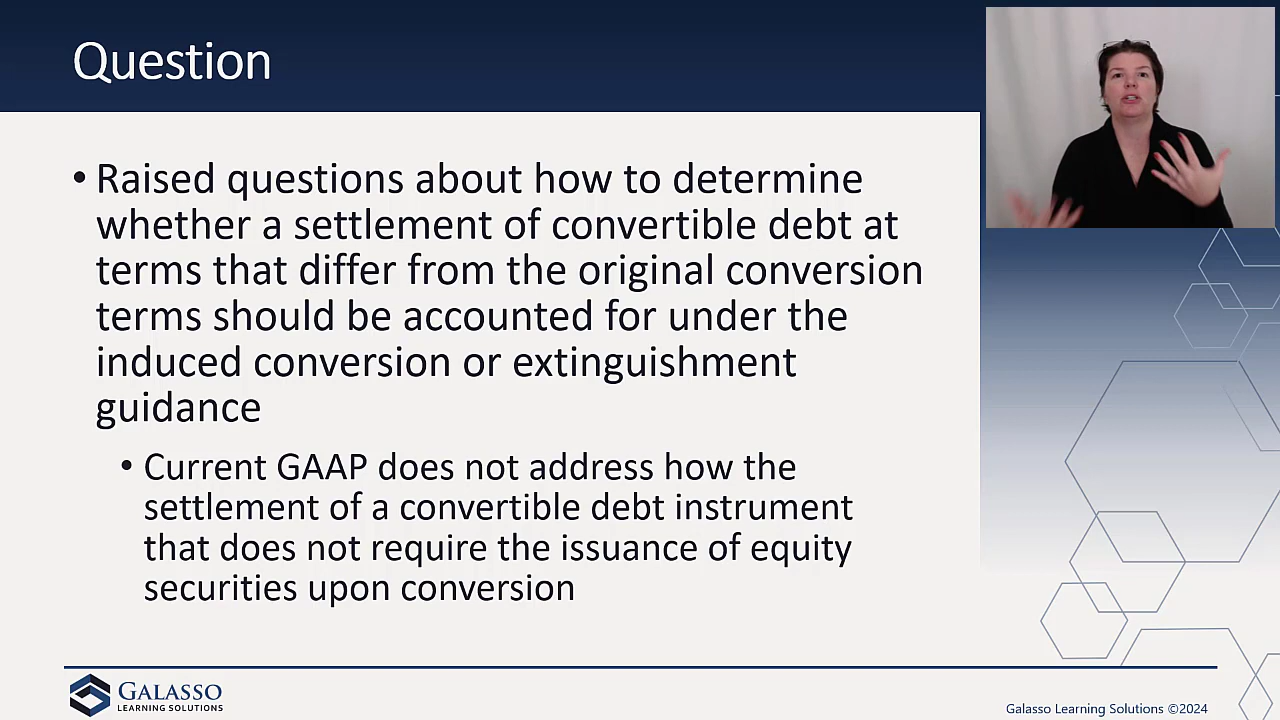 Question
• Raised questions about how to determine
whether a settlement of convertible debt at
terms that differ from the original conversion
terms should be accounted for under the
induced conversion or extinguishment
guidance
• Current GAAP does not address how the
settlement of a convertible debt instrument
that does not require the issuance of equity
securities upon conversion
GALASSO
LEARNING SOLUTIONS
Galasso Learning Solutions ©2024